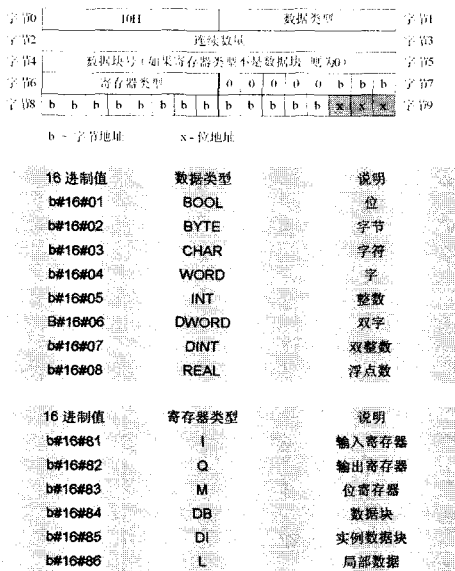 字节0 10H 数据类型 字节1
字节2 连续数量 字节3
字节4 数据块号(如果寄存器类型不是数据块 则为0) 字节5
字节6 寄存器类型 0 0 0 0 0 b b b 字节7
字节8 b b b b b b b b b b b b b x x x 字节9
b - 字节地址 x - 位地址
16 进制值 数据类型 说明
b#16#01 BOOL 位
b#16#02 BYTE 字节
b#16#03 CHAR 字符
b#16#04 WORD 字
b#16#05 INT 整数
B#16#06 DWORD 双字
b#16#07 DINT 双整数
b#16#08 REAL 浮点数
16 进制值 寄存器类型 说明
b#16#81 I 输入寄存器
b#16#82 Q 输出寄存器
b#16#83 M 位寄存器
b#16#84 DB 数据块
b#16#85 DI 实例数据块
b#16#86 L 局部数据